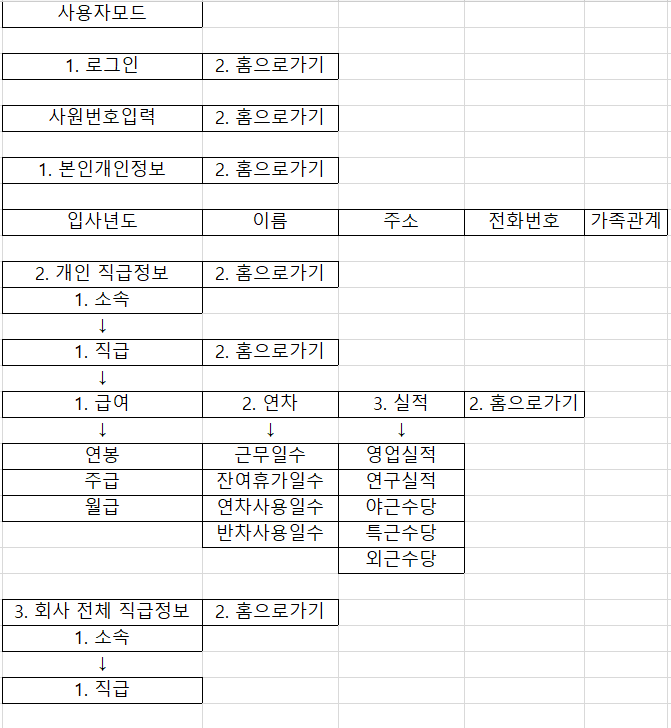 사용자모드
1. 로그인 2. 홈으로가기
사원번호입력 2. 홈으로가기
1. 본인개인정보 2. 홈으로가기
입사년도 이름 주소 전화번호 가족관계
2. 개인 직급정보 2. 홈으로가기
1. 소속
↓
1. 직급 2. 홈으로가기
↓
1. 급여 2. 연차 3. 실적 2. 홈으로가기
↓ ↓ ↓
연봉 근무일수 영업실적
주급 잔여휴가일수 연구실적
월급 연차사용일수 야근수당
반차사용일수 특근수당
외근수당
3. 회사 전체 직급정보 2. 홈으로가기
1. 소속
↓
1. 직급